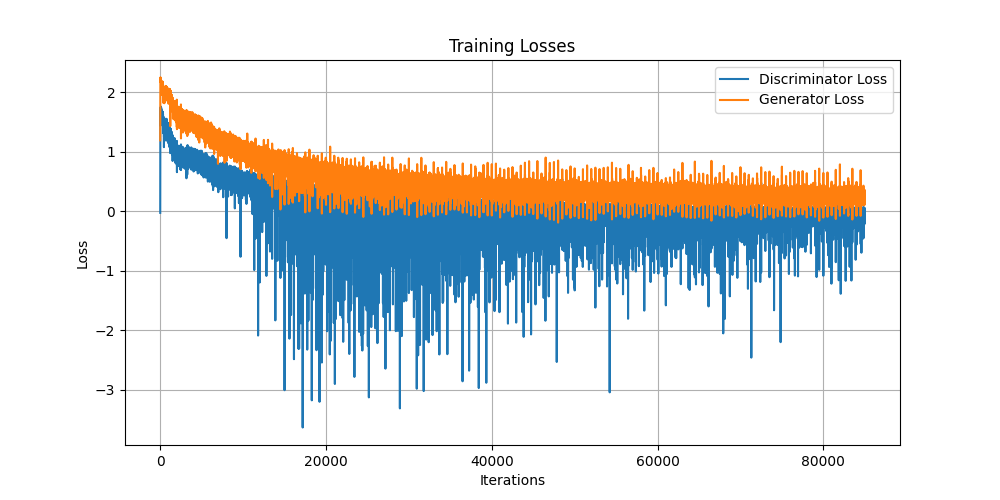 Training Losses
Discriminator Loss
Generator Loss
2
1
0
−1
−2
−3
Loss
0
20000
40000
60000
80000
Iterations